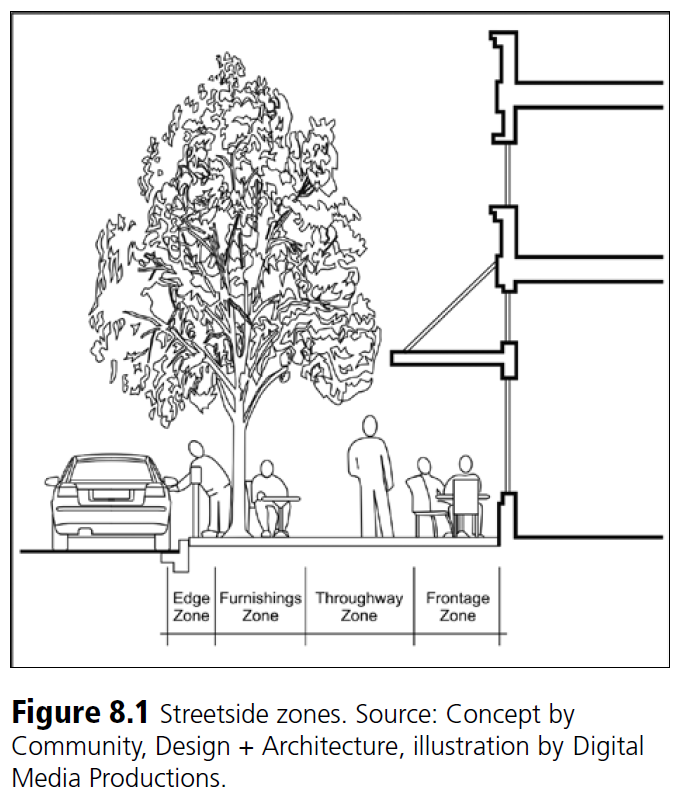 Edge Zone
Furnishings Zone
Throughway Zone
Frontage Zone
Figure 8.1 Streetside zones. Source: Concept by
Community, Design + Architecture, illustration by Digital
Media Productions.